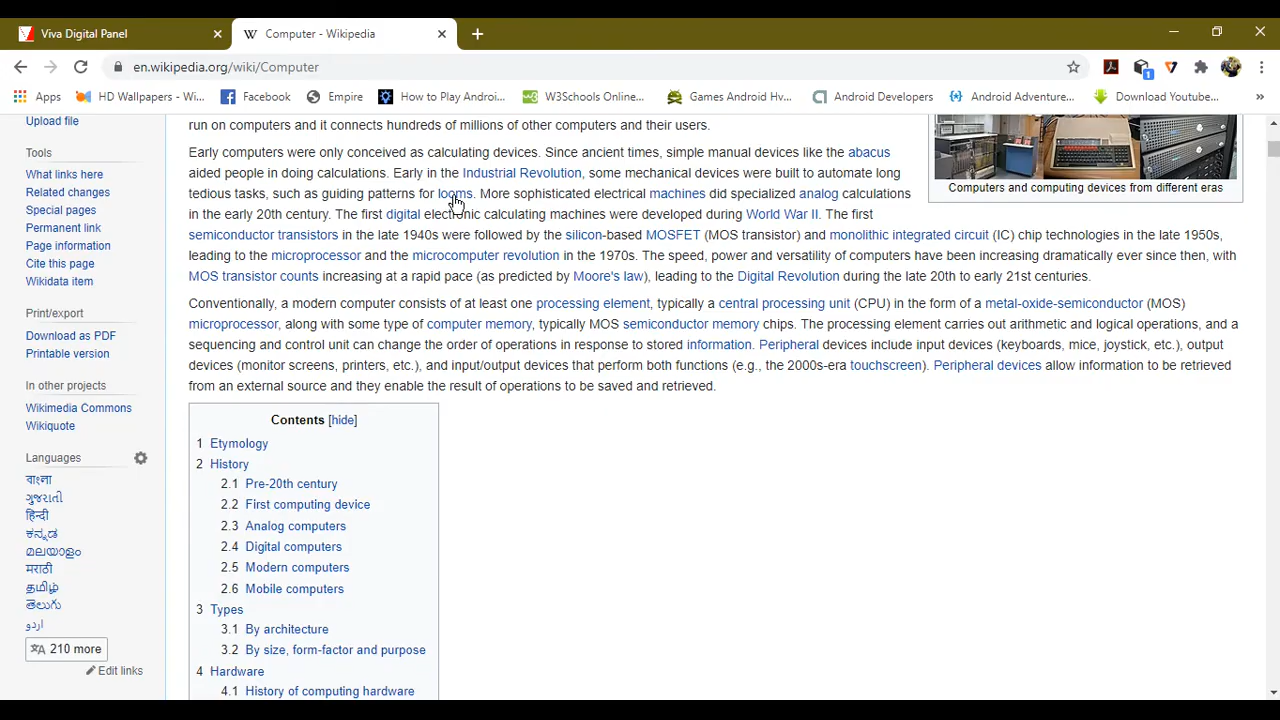 Viva Digital Panel
Computer - Wikipedia
en.wikipedia.org/wiki/Computer
1
Apps
HD Wallpapers - Wi...
Facebook
Empire
How to Play Androi...
W3Schools Online...
Games Android Hv...
Android Developers
Android Adventure...
Download Youtube...
»
Upload file
Tools
What links here
Related changes
Special pages
Permanent link
Page information
Cite this page
Wikidata item
Print/export
Download as PDF
Printable version
In other projects
Wikimedia Commons
Wikiquote
Languages
বাংলা
ગુજરાતી
हिन्दी
ಕನ್ನಡ
മലയാളം
मराठी
தமிழ்
తెలుగు
اردو
210 more
Edit links
run on computers and it connects hundreds of millions of other computers and their users.
Early computers were only conceived as calculating devices. Since ancient times, simple manual devices like the abacus
aided people in doing calculations. Early in the Industrial Revolution, some mechanical devices were built to automate long
tedious tasks, such as guiding patterns for looms. More sophisticated electrical machines did specialized analog calculations
in the early 20th century. The first digital electronic calculating machines were developed during World War II. The first
semiconductor transistors in the late 1940s were followed by the silicon-based MOSFET (MOS transistor) and monolithic integrated circuit (IC) chip technologies in the late 1950s,
leading to the microprocessor and the microcomputer revolution in the 1970s. The speed, power and versatility of computers have been increasing dramatically ever since then, with
MOS transistor counts increasing at a rapid pace (as predicted by Moore's law), leading to the Digital Revolution during the late 20th to early 21st centuries.
Conventionally, a modern computer consists of at least one processing element, typically a central processing unit (CPU) in the form of a metal-oxide-semiconductor (MOS)
microprocessor, along with some type of computer memory, typically MOS semiconductor memory chips. The processing element carries out arithmetic and logical operations, and a
sequencing and control unit can change the order of operations in response to stored information. Peripheral devices include input devices (keyboards, mice, joystick, etc.), output
devices (monitor screens, printers, etc.), and input/output devices that perform both functions (e.g., the 2000s-era touchscreen). Peripheral devices allow information to be retrieved
from an external source and they enable the result of operations to be saved and retrieved.
Computers and computing devices from different eras
Contents [hide]
1 Etymology
2 History
2.1 Pre-20th century
2.2 First computing device
2.3 Analog computers
2.4 Digital computers
2.5 Modern computers
2.6 Mobile computers
3 Types
3.1 By architecture
3.2 By size, form-factor and purpose
4 Hardware
4.1 History of computing hardware